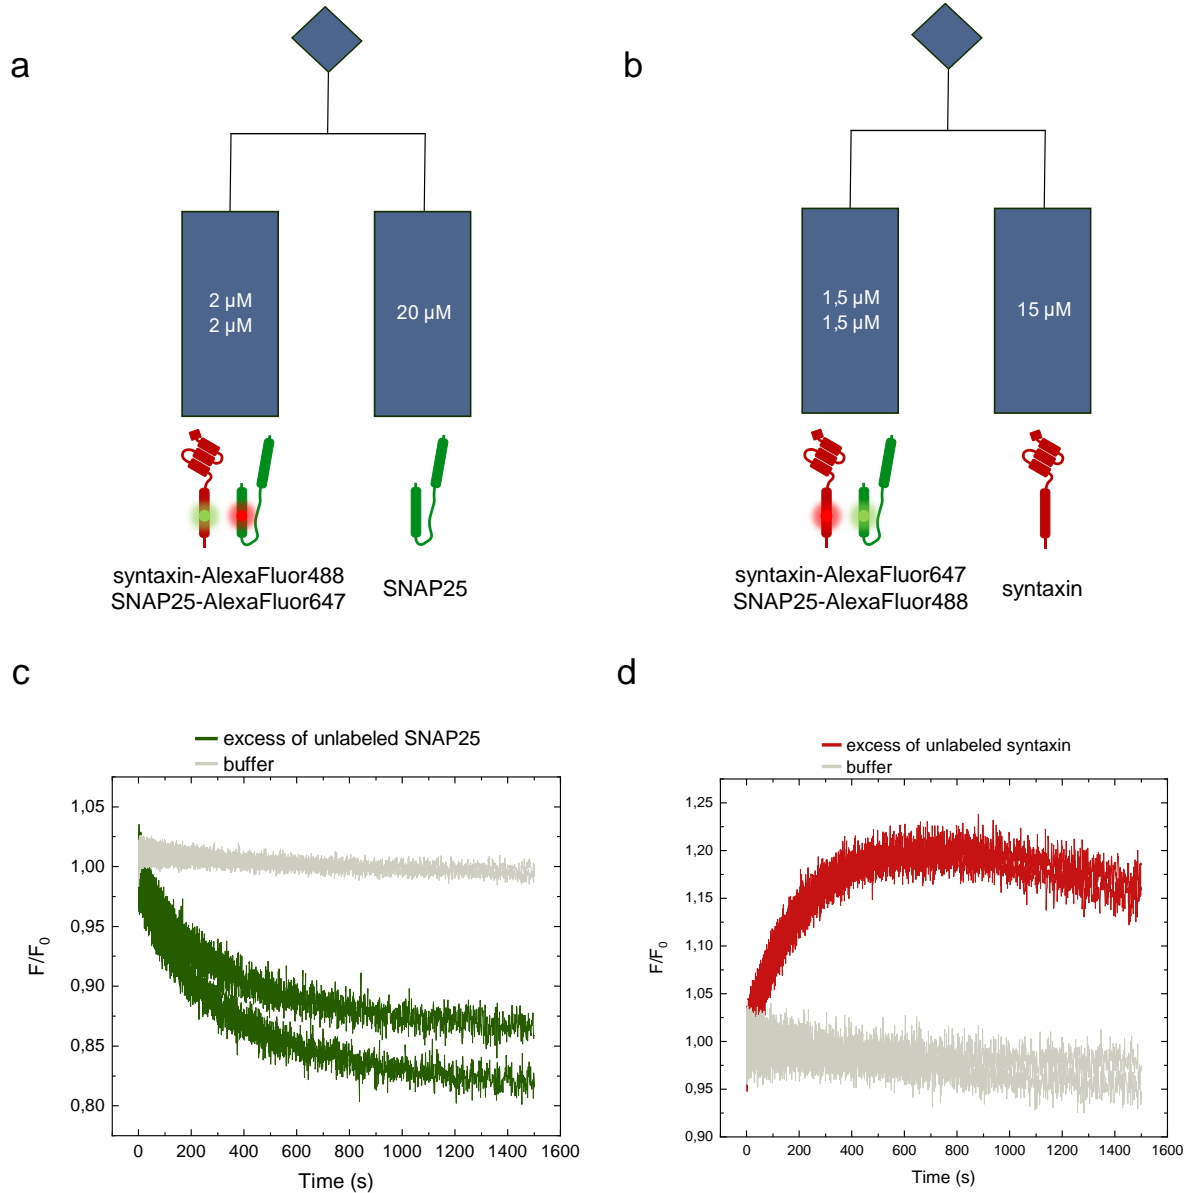 a
b
2 µM
2 µM
20 µM
1,5 µM
1,5 µM
15 µM
syntaxin-AlexaFluor488
SNAP25-AlexaFluor647
SNAP25
syntaxin-AlexaFluor647
SNAP25-AlexaFluor488
syntaxin
c
d
excess of unlabeled SNAP25
buffer
1,05
1,00
0,95
0,90
0,85
0,80
F/F0
0 200 400 600 800 1000 1200 1400 1600
Time (s)
excess of unlabeled syntaxin
buffer
1,25
1,20
1,15
1,10
1,05
1,00
0,95
0,90
F/F0
0 200 400 600 800 1000 1200 1400 1600
Time (s)